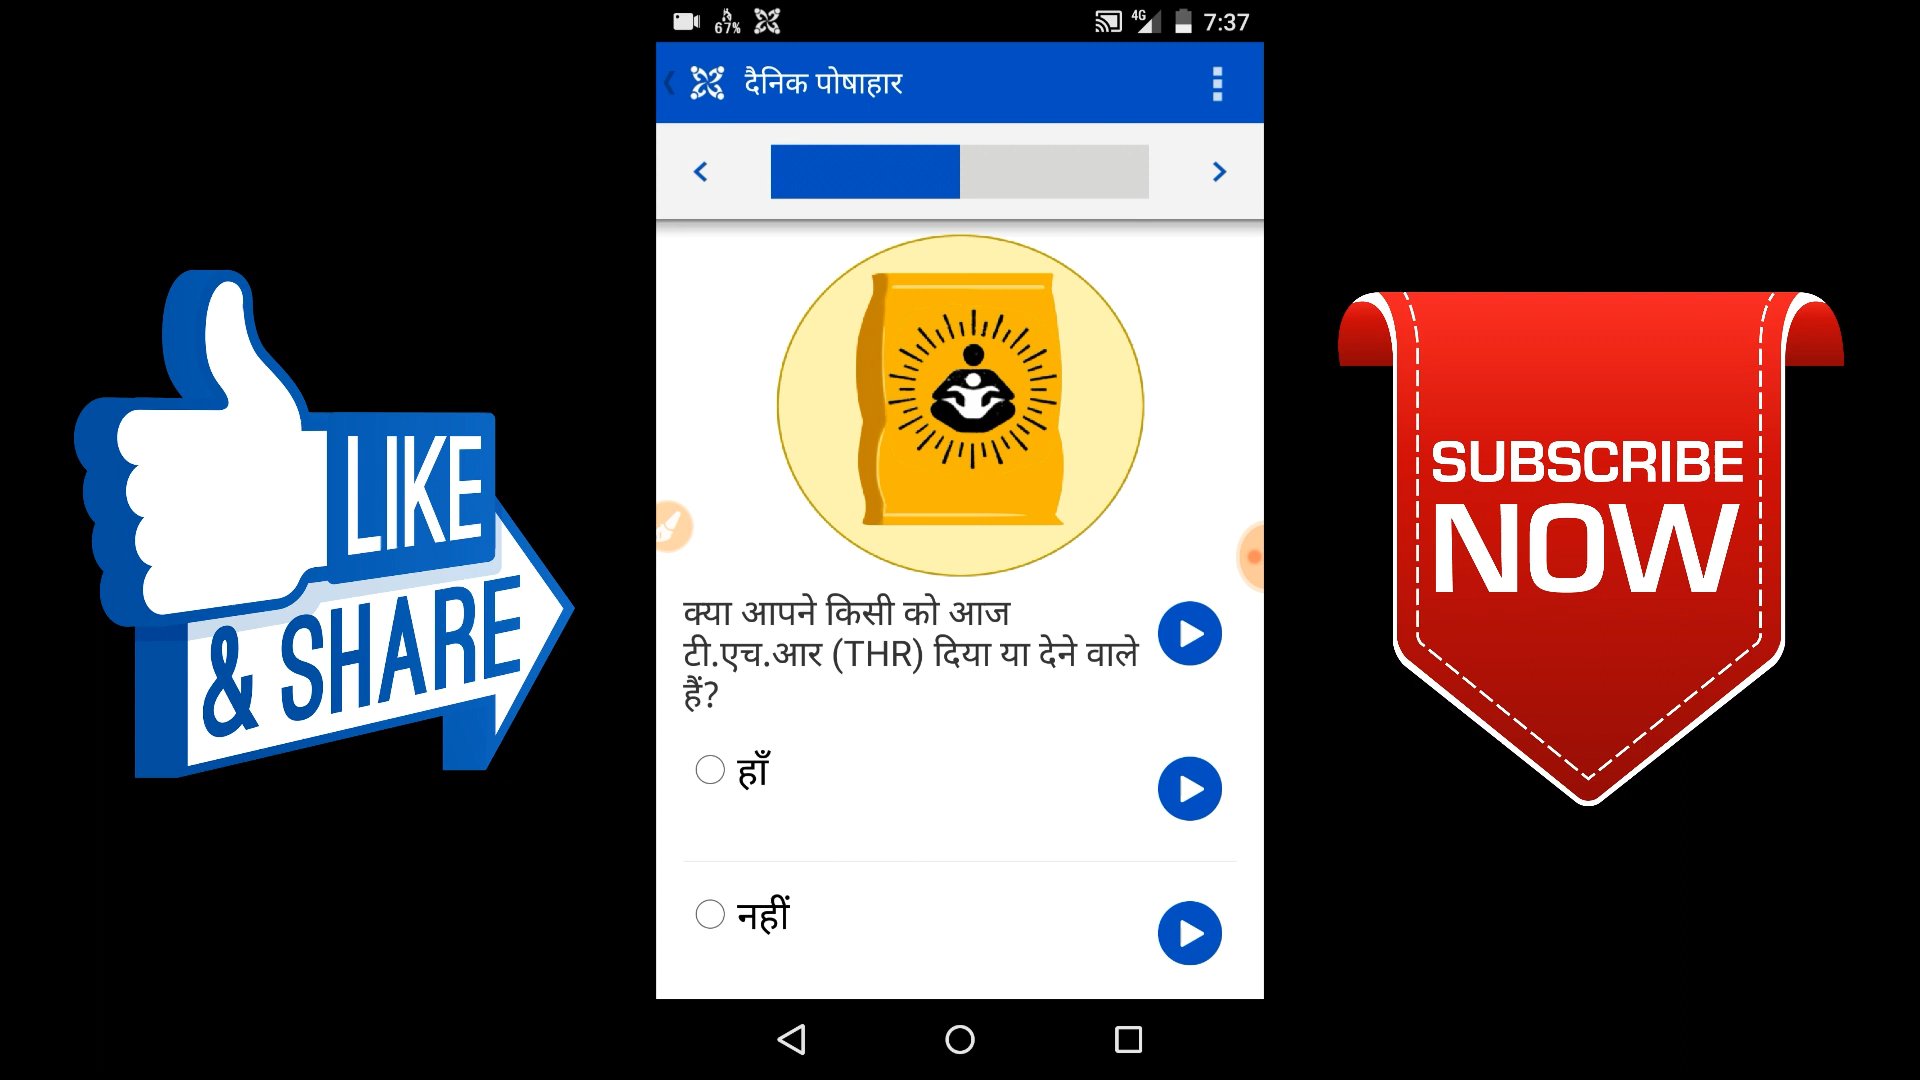 67%
4G
7:37
दैनिक पोषाहार
LIKE
& SHARE
SUBSCRIBE
NOW
क्या आपने किसी को आज
टी.एच.आर (THR) दिया या देने वाले
हैं?
हाँ
नहीं